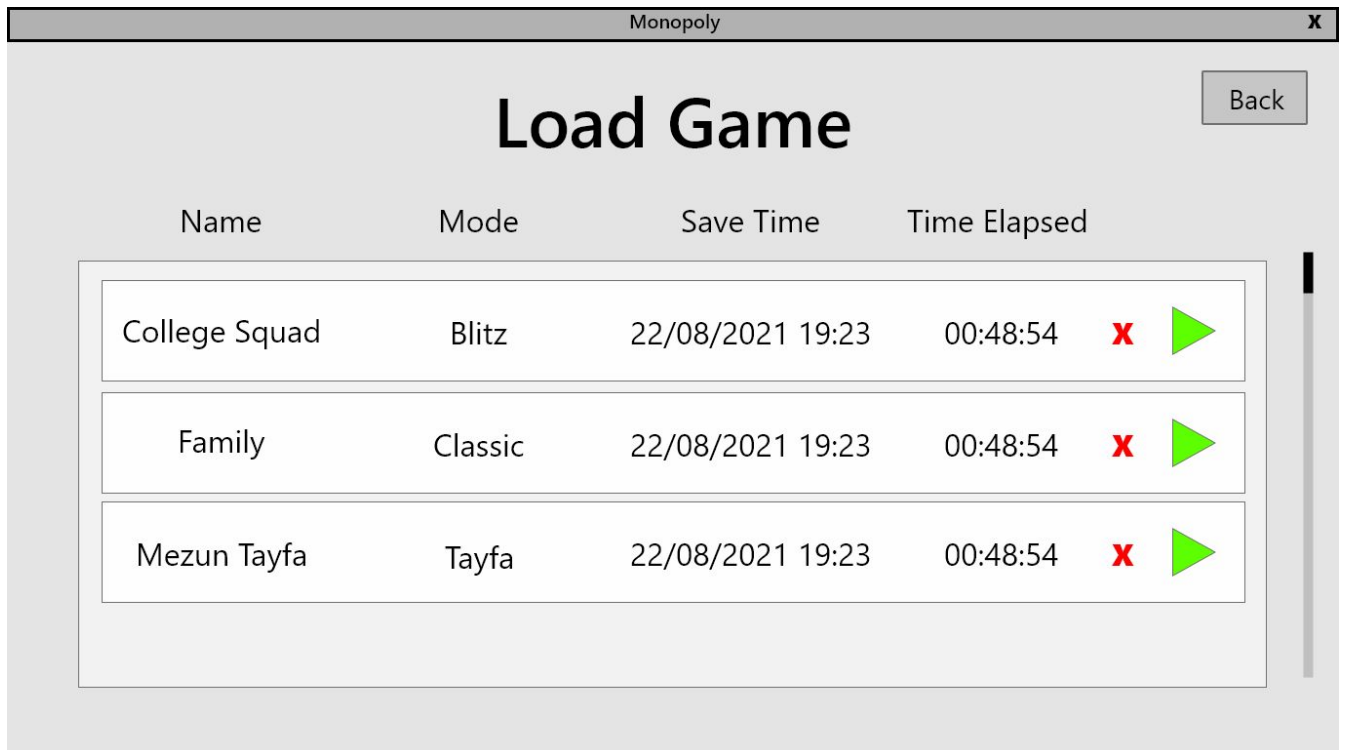 Monopoly X
Back
Load Game
Name Mode Save Time Time Elapsed
College Squad Blitz 22/08/2021 19:23 00:48:54 X
Family Classic 22/08/2021 19:23 00:48:54 X
Mezun Tayfa Tayfa 22/08/2021 19:23 00:48:54 X